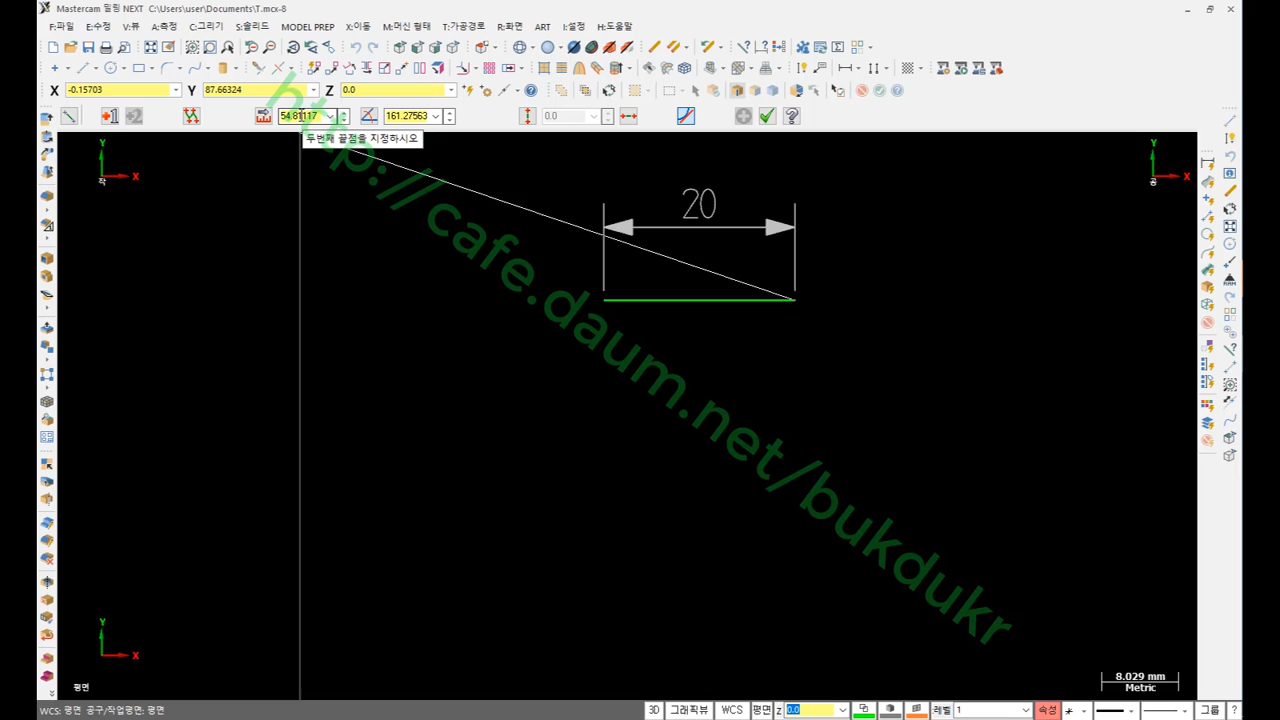 Mastercam 밀링 NEXT C:\Users\user\Documents\T.mcx-8
F:파일 E:수정 V:뷰 A:측정 C:그리기 S:솔리드 MODEL PREP X:이동 M:머신 형태 T:가공경로 R:화면 ART I:설정 H:도움말
X -0.15703 Y 87.66324 Z 0.0
54.81117 161.27563 0.0
두번째 끝점을 지정하시오
Y
X
작
Y
X
공
20
http://cafe.daum.net/bukdukr
Y
X
평면
8.029 mm
Metric
WCS: 평면 공구/작업평면: 평면
3D 그래픽뷰 WCS 평면 Z 0.0 레벨 1 속성 그룹 ?